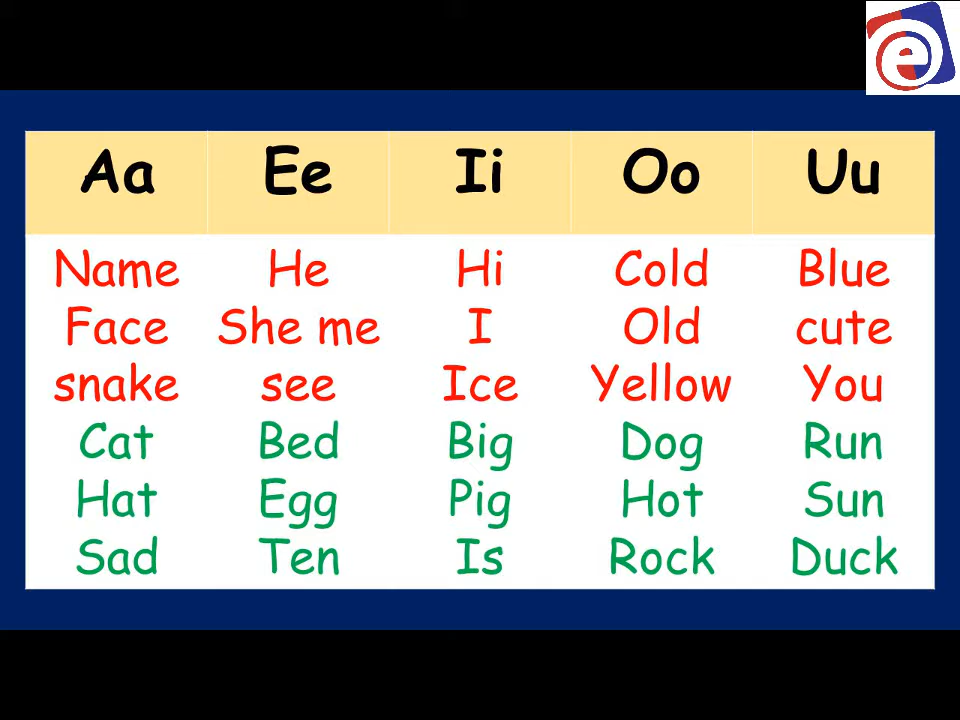 e
Aa Ee Ii Oo Uu
Name He Hi Cold Blue
Face She me I Old cute
snake see Ice Yellow You
Cat Bed Big Dog Run
Hat Egg Pig Hot Sun
Sad Ten Is Rock Duck